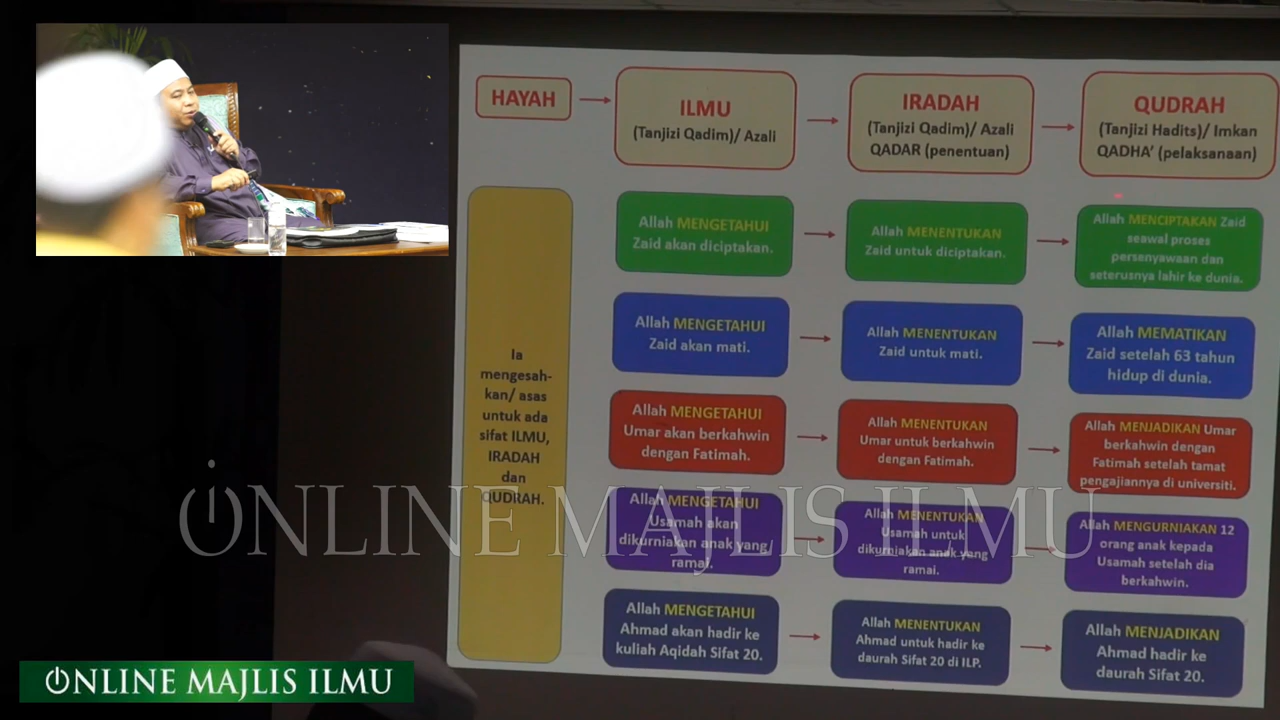 HAYAH
ILMU
(Tanjizi Qadim)/ Azali
IRADAH
(Tanjizi Qadim)/ Azali
QADAR (penentuan)
QUDRAH
(Tanjizi Hadits)/ Imkan
QADHA' (pelaksanaan)
Ia
mengesah-
kan/ asas
untuk ada
sifat ILMU,
IRADAH
dan
QUDRAH.
Allah MENGETAHUI
Zaid akan diciptakan.
Allah MENENTUKAN
Zaid untuk diciptakan.
Allah MENCIPTAKAN Zaid
seawal proses
persenyawaan dan
seterusnya lahir ke dunia.
Allah MENGETAHUI
Zaid akan mati.
Allah MENENTUKAN
Zaid untuk mati.
Allah MEMATIKAN
Zaid setelah 63 tahun
hidup di dunia.
Allah MENGETAHUI
Umar akan berkahwin
dengan Fatimah.
Allah MENENTUKAN
Umar untuk berkahwin
dengan Fatimah.
Allah MENJADIKAN Umar
berkahwin dengan
Fatimah setelah tamat
pengajiannya di universiti.
Allah MENGETAHUI
Usamah akan
dikurniakan anak yang
ramai.
Allah MENENTUKAN
Usamah untuk
dikurniakan anak yang
ramai.
Allah MENGURNIAKAN 12
orang anak kepada
Usamah setelah dia
berkahwin.
Allah MENGETAHUI
Ahmad akan hadir ke
kuliah Aqidah Sifat 20.
Allah MENENTUKAN
Ahmad untuk hadir ke
daurah Sifat 20 di ILP.
Allah MENJADIKAN
Ahmad hadir ke
daurah Sifat 20.
ONLINE MAJLIS ILMU
ONLINE MAJLIS ILMU